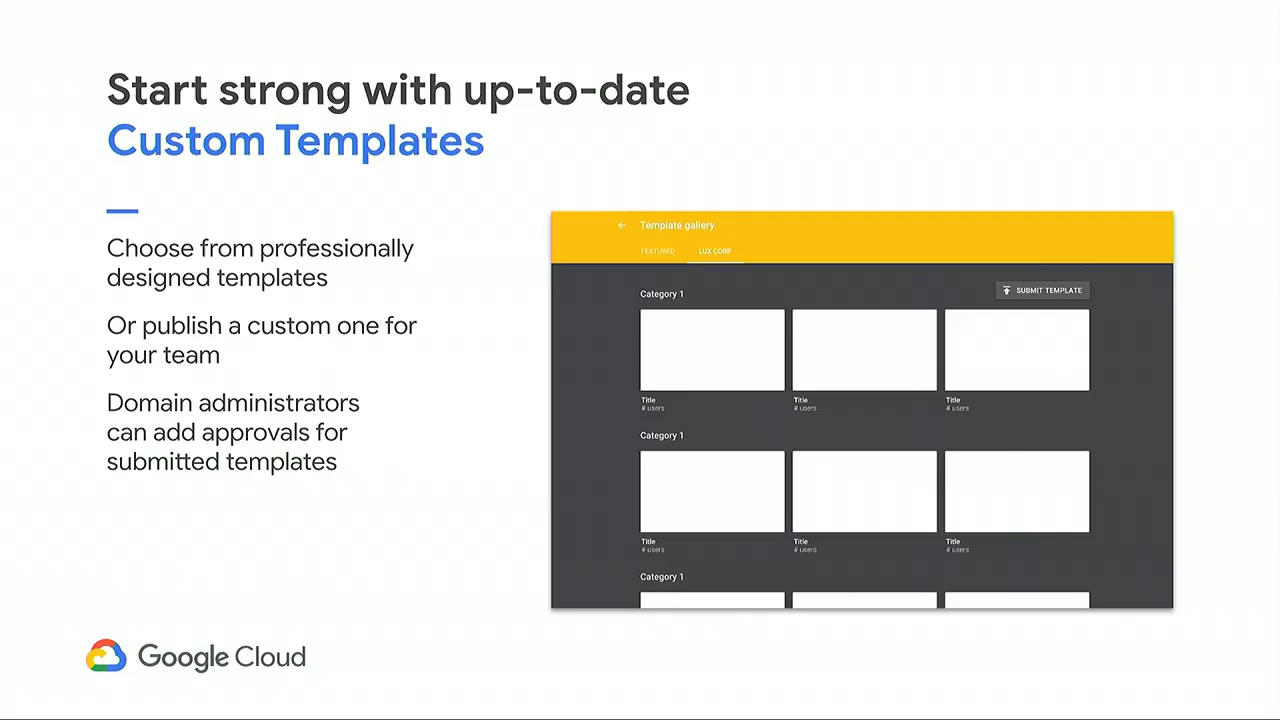 Start strong with up-to-date
Custom Templates
Choose from professionally
designed templates
Or publish a custom one for
your team
Domain administrators
can add approvals for
submitted templates
Template gallery
FEATURED LUX CORP
Category 1
SUBMIT TEMPLATE
Title Title Title
# users # users # users
Category 1
Title Title Title
# users # users # users
Category 1
Google Cloud